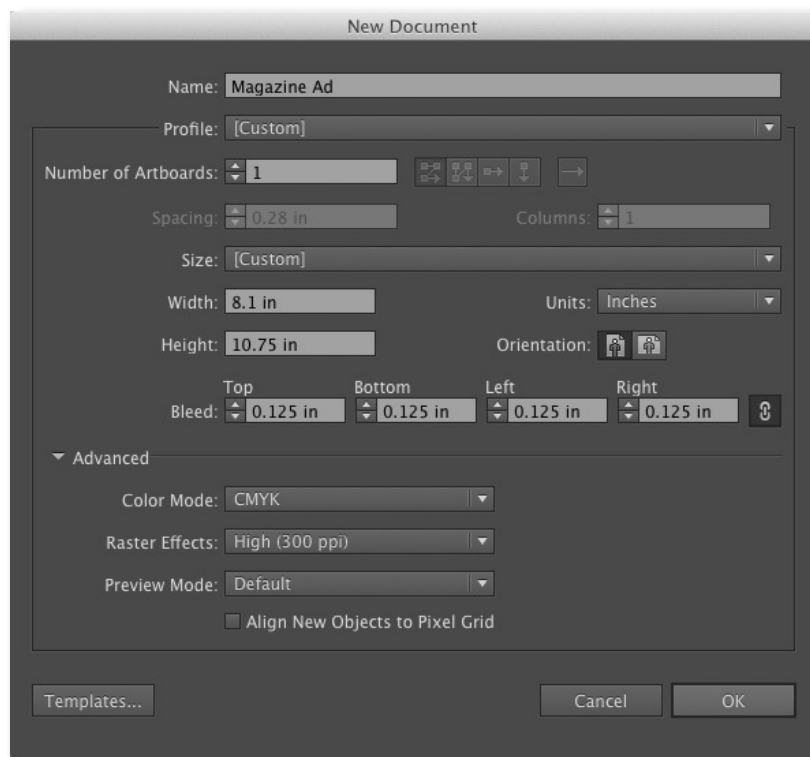 New Document
Name: Magazine Ad
Profile: [Custom]
Number of Artboards: 1
Spacing: 0.28 in Columns: 1
Size: [Custom]
Width: 8.1 in Units: Inches
Height: 10.75 in Orientation:
Top Bottom Left Right
Bleed: 0.125 in 0.125 in 0.125 in 0.125 in
Advanced
Color Mode: CMYK
Raster Effects: High (300 ppi)
Preview Mode: Default
Align New Objects to Pixel Grid
Templates... Cancel OK